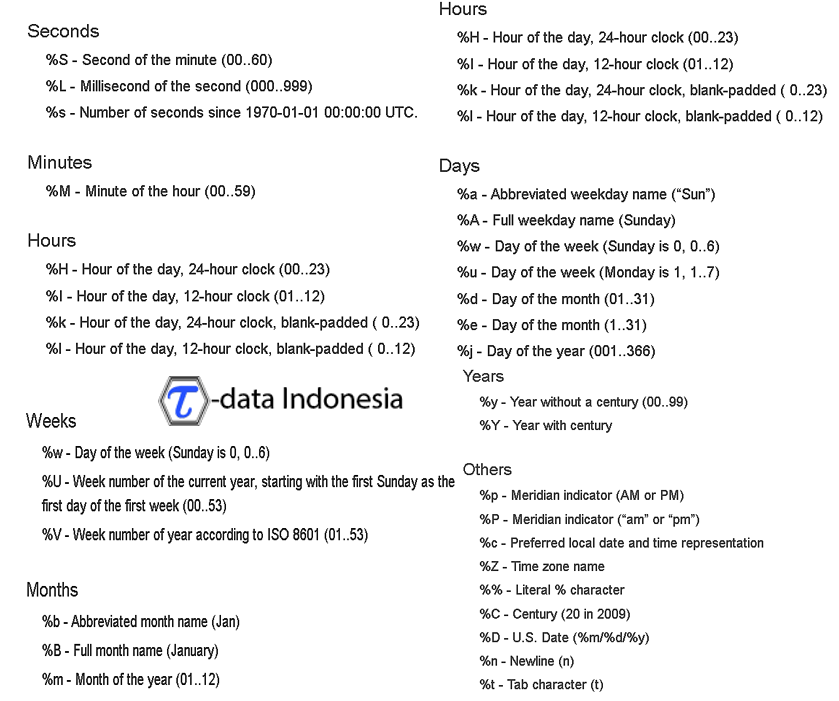 Seconds
%S - Second of the minute (00..60)
%L - Millisecond of the second (000..999)
%s - Number of seconds since 1970-01-01 00:00:00 UTC.
Minutes
%M - Minute of the hour (00..59)
Hours
%H - Hour of the day, 24-hour clock (00..23)
%I - Hour of the day, 12-hour clock (01..12)
%k - Hour of the day, 24-hour clock, blank-padded ( 0..23)
%l - Hour of the day, 12-hour clock, blank-padded ( 0..12)
τ-data Indonesia
Weeks
%w - Day of the week (Sunday is 0, 0..6)
%U - Week number of the current year, starting with the first Sunday as the
first day of the first week (00..53)
%V - Week number of year according to ISO 8601 (01..53)
Months
%b - Abbreviated month name (Jan)
%B - Full month name (January)
%m - Month of the year (01..12)
Hours
%H - Hour of the day, 24-hour clock (00..23)
%I - Hour of the day, 12-hour clock (01..12)
%k - Hour of the day, 24-hour clock, blank-padded ( 0..23)
%l - Hour of the day, 12-hour clock, blank-padded ( 0..12)
Days
%a - Abbreviated weekday name (“Sun”)
%A - Full weekday name (Sunday)
%w - Day of the week (Sunday is 0, 0..6)
%u - Day of the week (Monday is 1, 1..7)
%d - Day of the month (01..31)
%e - Day of the month (1..31)
%j - Day of the year (001..366)
Years
%y - Year without a century (00..99)
%Y - Year with century
Others
%p - Meridian indicator (AM or PM)
%P - Meridian indicator (“am” or “pm”)
%c - Preferred local date and time representation
%Z - Time zone name
%% - Literal % character
%C - Century (20 in 2009)
%D - U.S. Date (%m/%d/%y)
%n - Newline (n)
%t - Tab character (t)